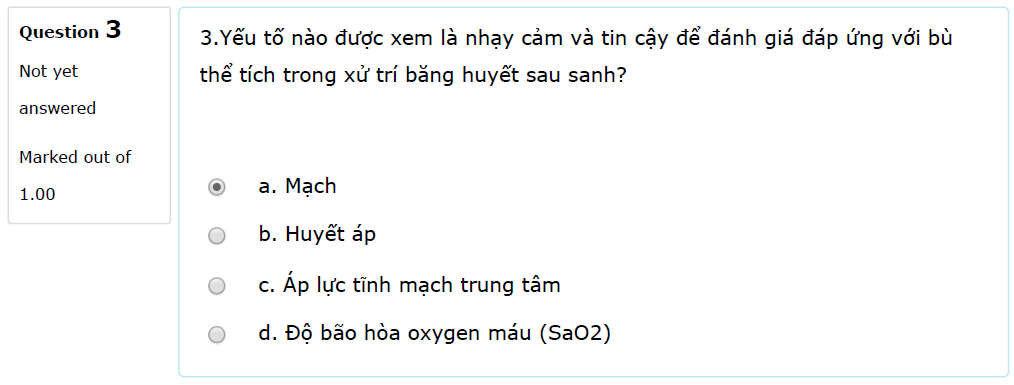 Question 3
Not yet
answered
Marked out of
1.00
3.Yếu tố nào được xem là nhạy cảm và tin cậy để đánh giá đáp ứng với bù
thể tích trong xử trí băng huyết sau sanh?
a. Mạch
b. Huyết áp
c. Áp lực tĩnh mạch trung tâm
d. Độ bão hòa oxygen máu (SaO2)